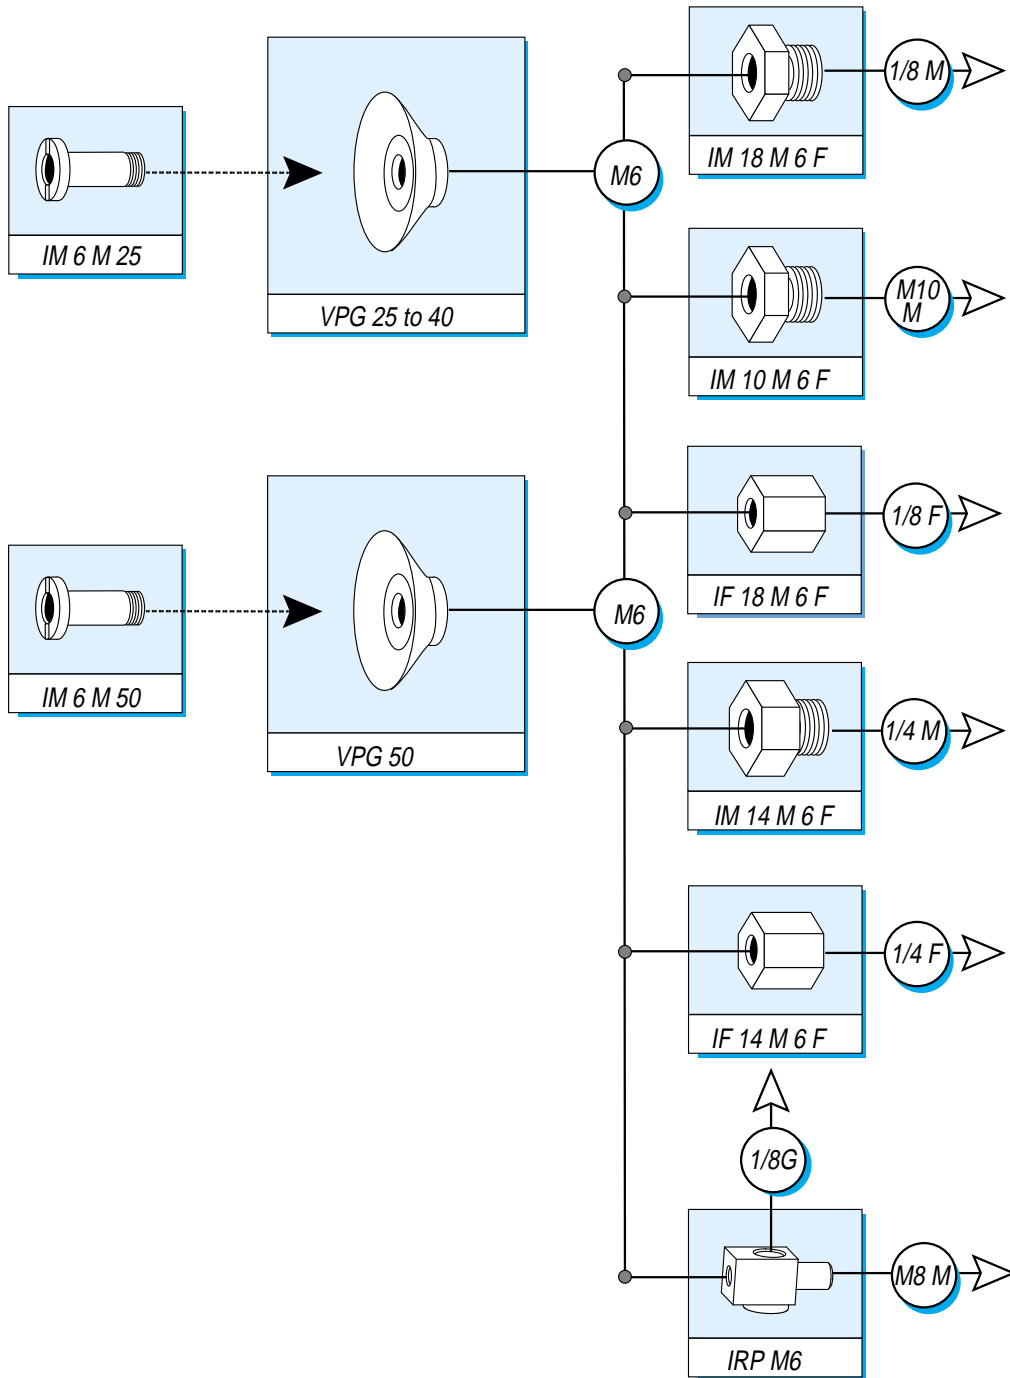 1/8 M
IM 18 M 6 F
M6
IM 6 M 25
VPG 25 to 40
M10
M
IM 10 M 6 F
1/8 F
IF 18 M 6 F
M6
IM 6 M 50
VPG 50
1/4 M
IM 14 M 6 F
1/4 F
IF 14 M 6 F
1/8G
M8 M
IRP M6